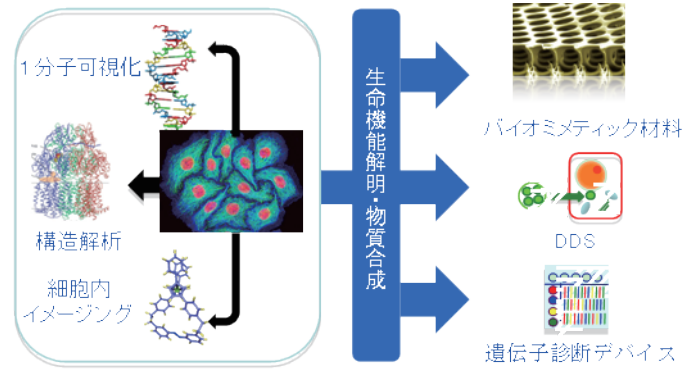 1分子可視化
構造解析
細胞内
イメージング
生命機能解明・物質合成
バイオミメティック材料
DDS
遺伝子診断デバイス